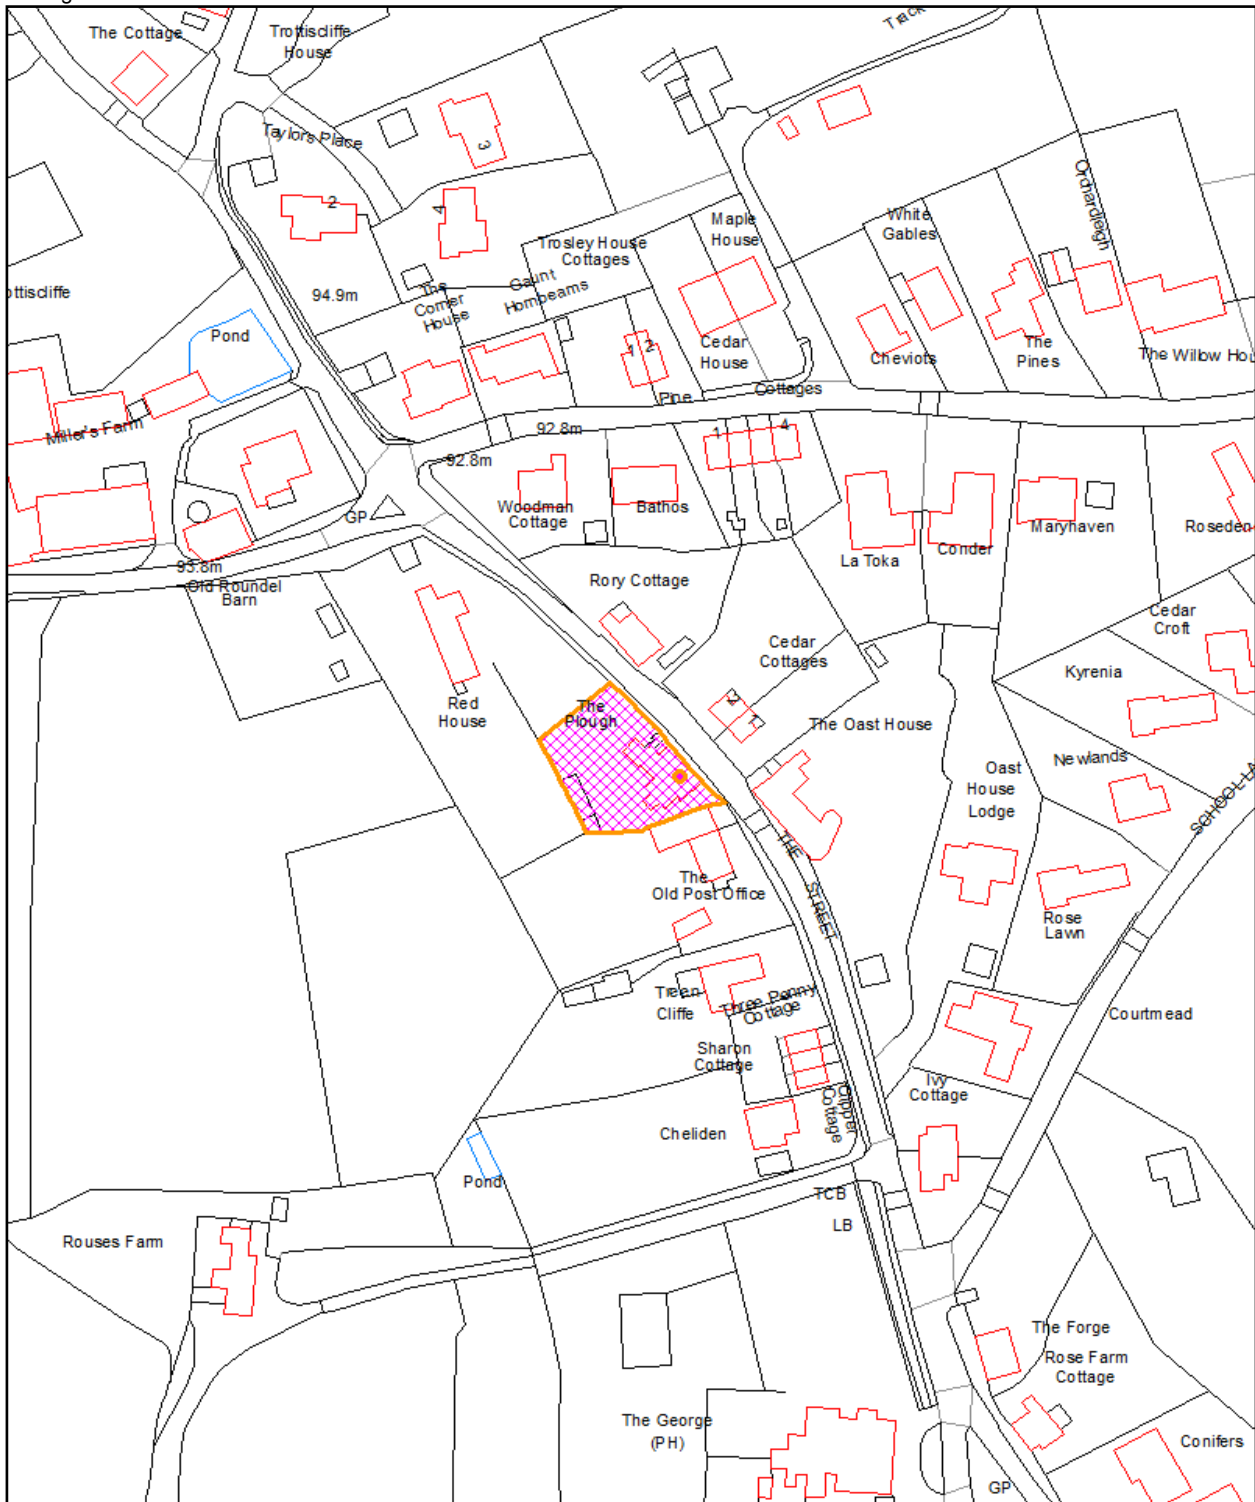 The Cottage
Trottiscliffe
House
Track
Taylors Place
3
2
4
Orchardleigh
Maple
House
White
Gables
Trosley House
Cottages
ottiscliffe
94.9m
The
Corner
House
Gaunt
Hornbeams
Pond
1
2
Cedar
House
Cheviots
The
Pines
The Willow Hou
Pine
Cottages
Miller's Farm
92.8m
1
4
92.8m
Woodman
Cottage
Bathos
GP
La Toka
Conder
Maryhaven
Roseden
93.8m
Old Roundel
Barn
Rory Cottage
Cedar
Croft
Cedar
Cottages
Kyrenia
Red
House
The
Plough
2
1
The Oast House
Newlands
Oast
House
Lodge
SCHOOL LA
THE
STREET
The
Old Post Office
Rose
Lawn
Treen
Cliffe
Three Penny
Cottage
Courtmead
Sharon
Cottage
Ivy
Cottage
Clipper
Cottage
Cheliden
Pond
TCB
LB
Rouses Farm
The Forge
Rose Farm
Cottage
The George
(PH)
Conifers
GP